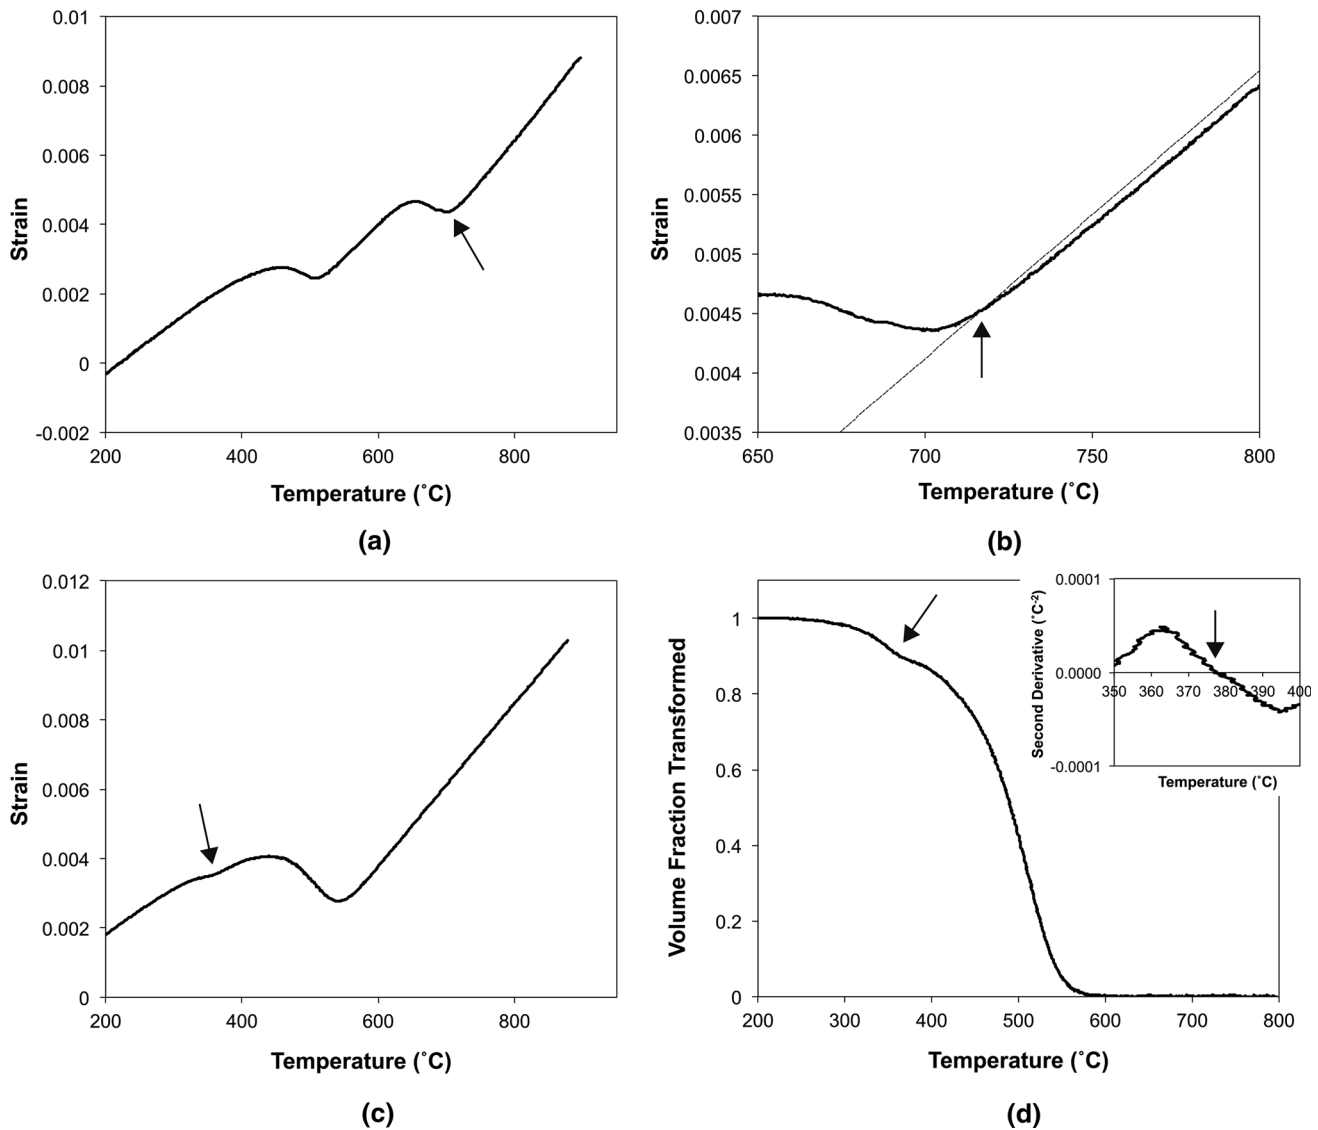 0.01
0.008
0.006
0.004
0.002
0
-0.002
Strain
200 400 600 800
Temperature (˚C)
(a)
0.007
0.0065
0.006
0.0055
0.005
0.0045
0.004
0.0035
Strain
650 700 750 800
Temperature (˚C)
(b)
0.012
0.01
0.008
0.006
0.004
0.002
0
Strain
200 400 600 800
Temperature (˚C)
(c)
1
0.8
0.6
0.4
0.2
0
Volume Fraction Transformed
200 300 400 500 600 700 800
Temperature (˚C)
0.0001
0.0000
-0.0001
Second Derivative (˚C-2)
350 360 370 380 390 400
Temperature (˚C)
(d)